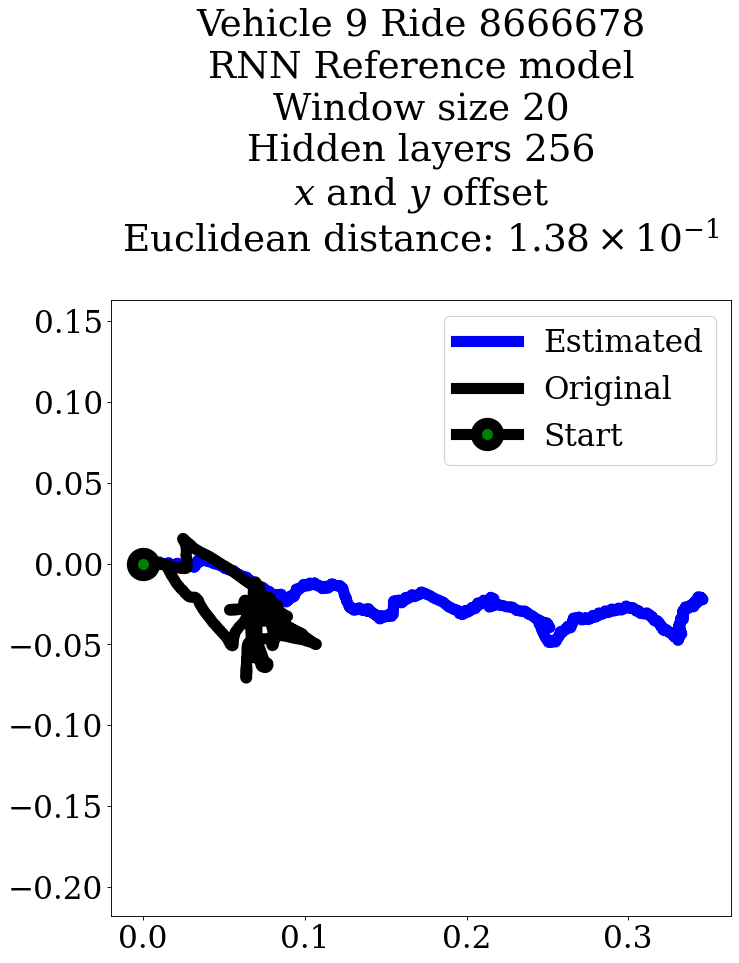 Vehicle 9 Ride 8666678
RNN Reference model
Window size 20
Hidden layers 256
x and y offset
Euclidean distance: 1.38 × 10⁻¹
Estimated
Original
Start
0.15
0.10
0.05
0.00
−0.05
−0.10
−0.15
−0.20
0.0 0.1 0.2 0.3